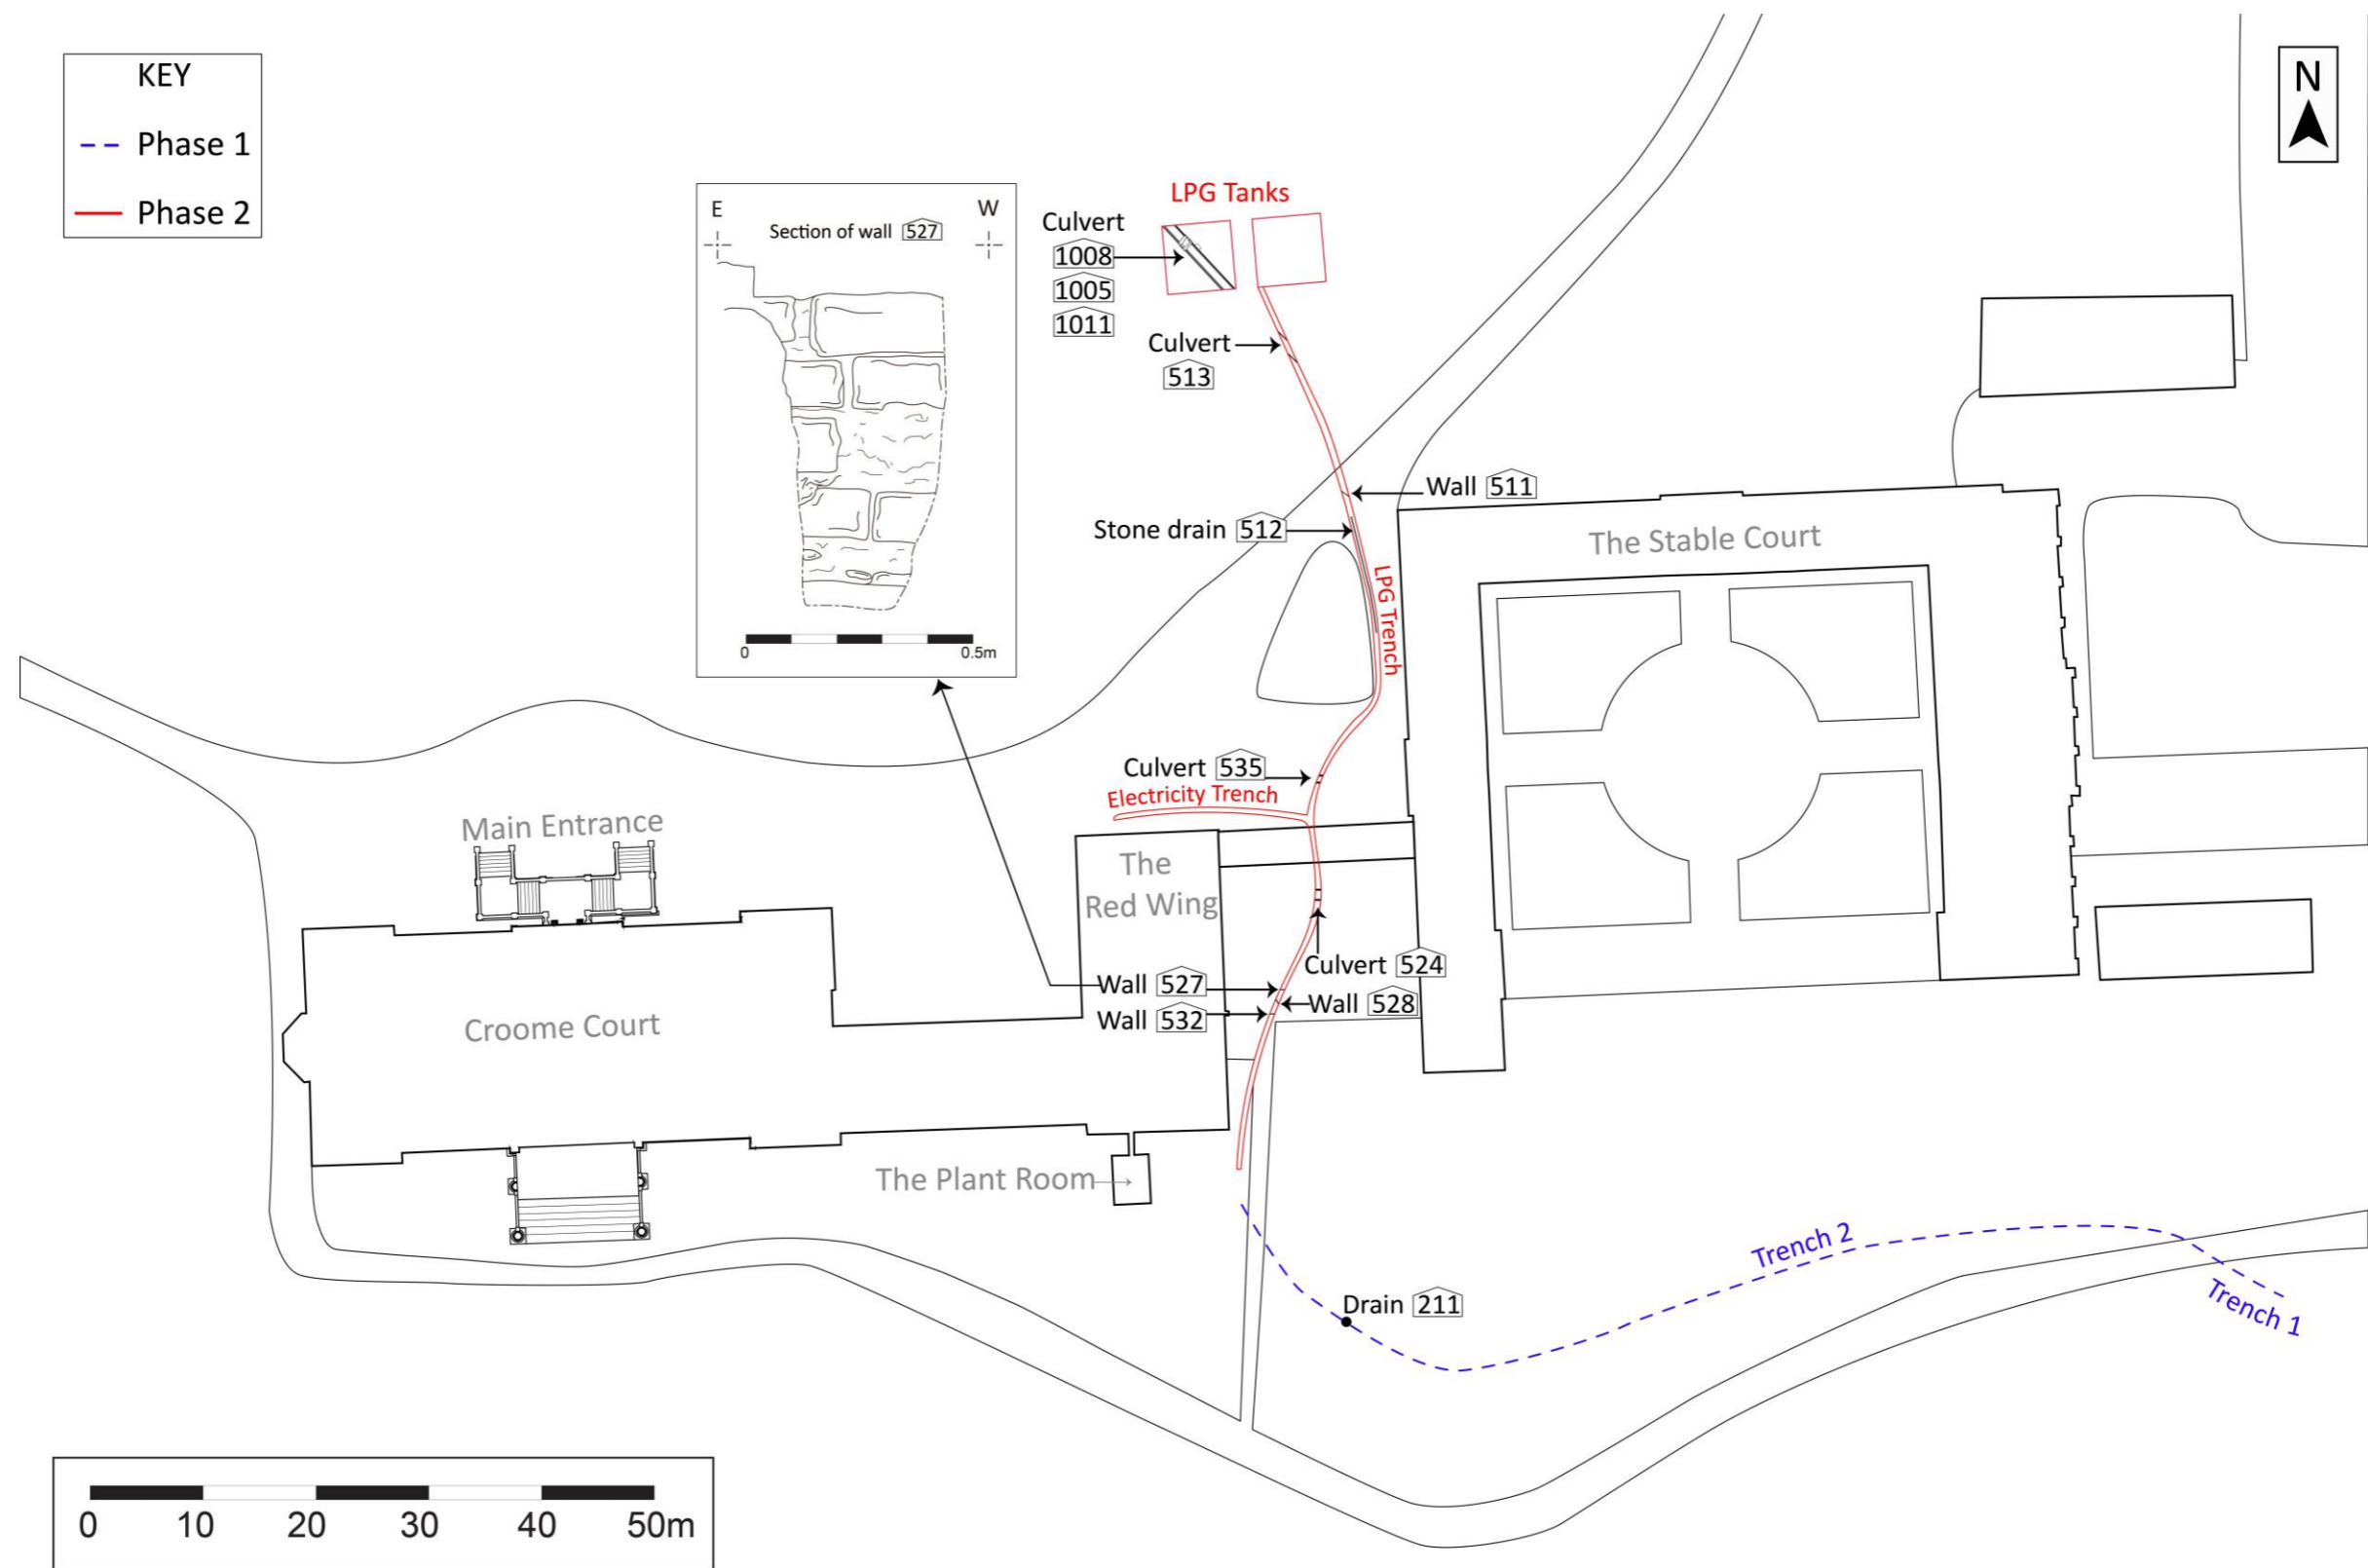 KEY
Phase 1
Phase 2
N
E
W
Section of wall 527
0
0.5m
LPG Tanks
Culvert
1008
1005
1011
Culvert
513
Wall 511
Stone drain 512
The Stable Court
LPG Trench
Culvert 535
Electricity Trench
Main Entrance
The
Red Wing
Culvert 524
Wall 527
Wall 528
Wall 532
Croome Court
The Plant Room
Trench 2
Trench 1
Drain 211
0 10 20 30 40 50m